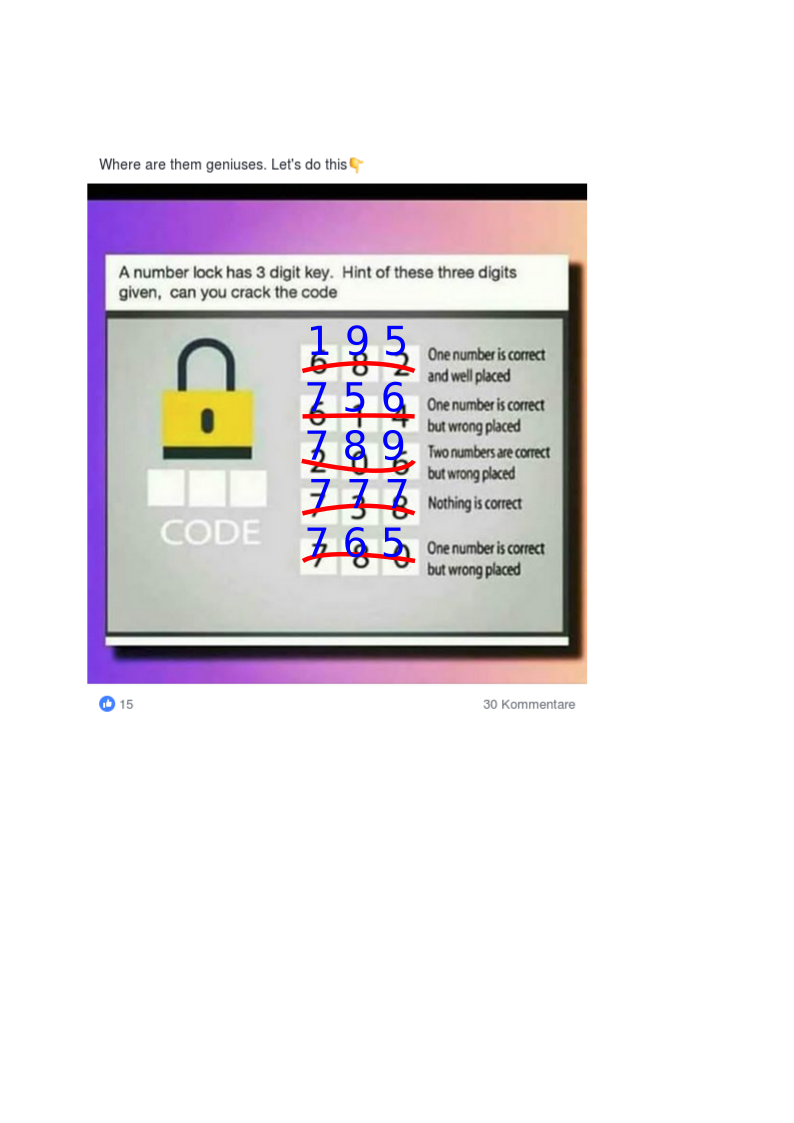 Where are them geniuses. Let's do this👇
A number lock has 3 digit key. Hint of these three digits
given, can you crack the code
1 9 5
6 8 2
One number is correct
and well placed
7 5 6
6 1 4
One number is correct
but wrong placed
7 8 9
2 0 6
Two numbers are correct
but wrong placed
7 7 7
7 3 8
Nothing is correct
7 6 5
7 8 0
One number is correct
but wrong placed
CODE
15
30 Kommentare